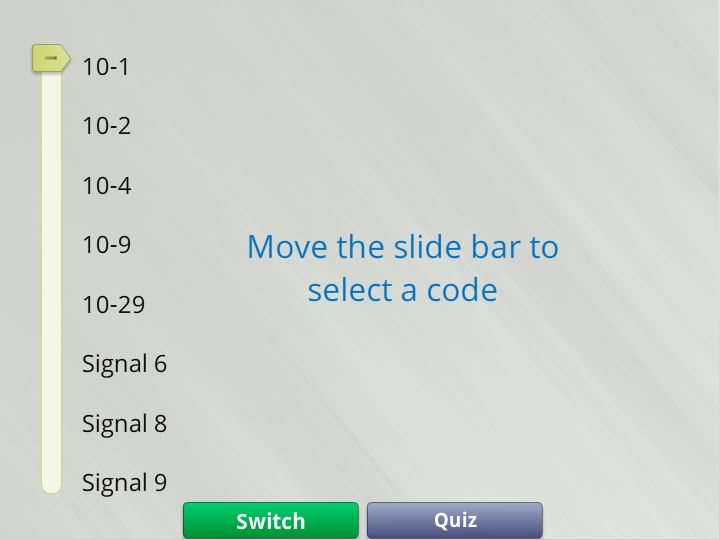 10-1
10-2
10-4
10-9
10-29
Signal 6
Signal 8
Signal 9
Move the slide bar to
select a code
Switch
Quiz